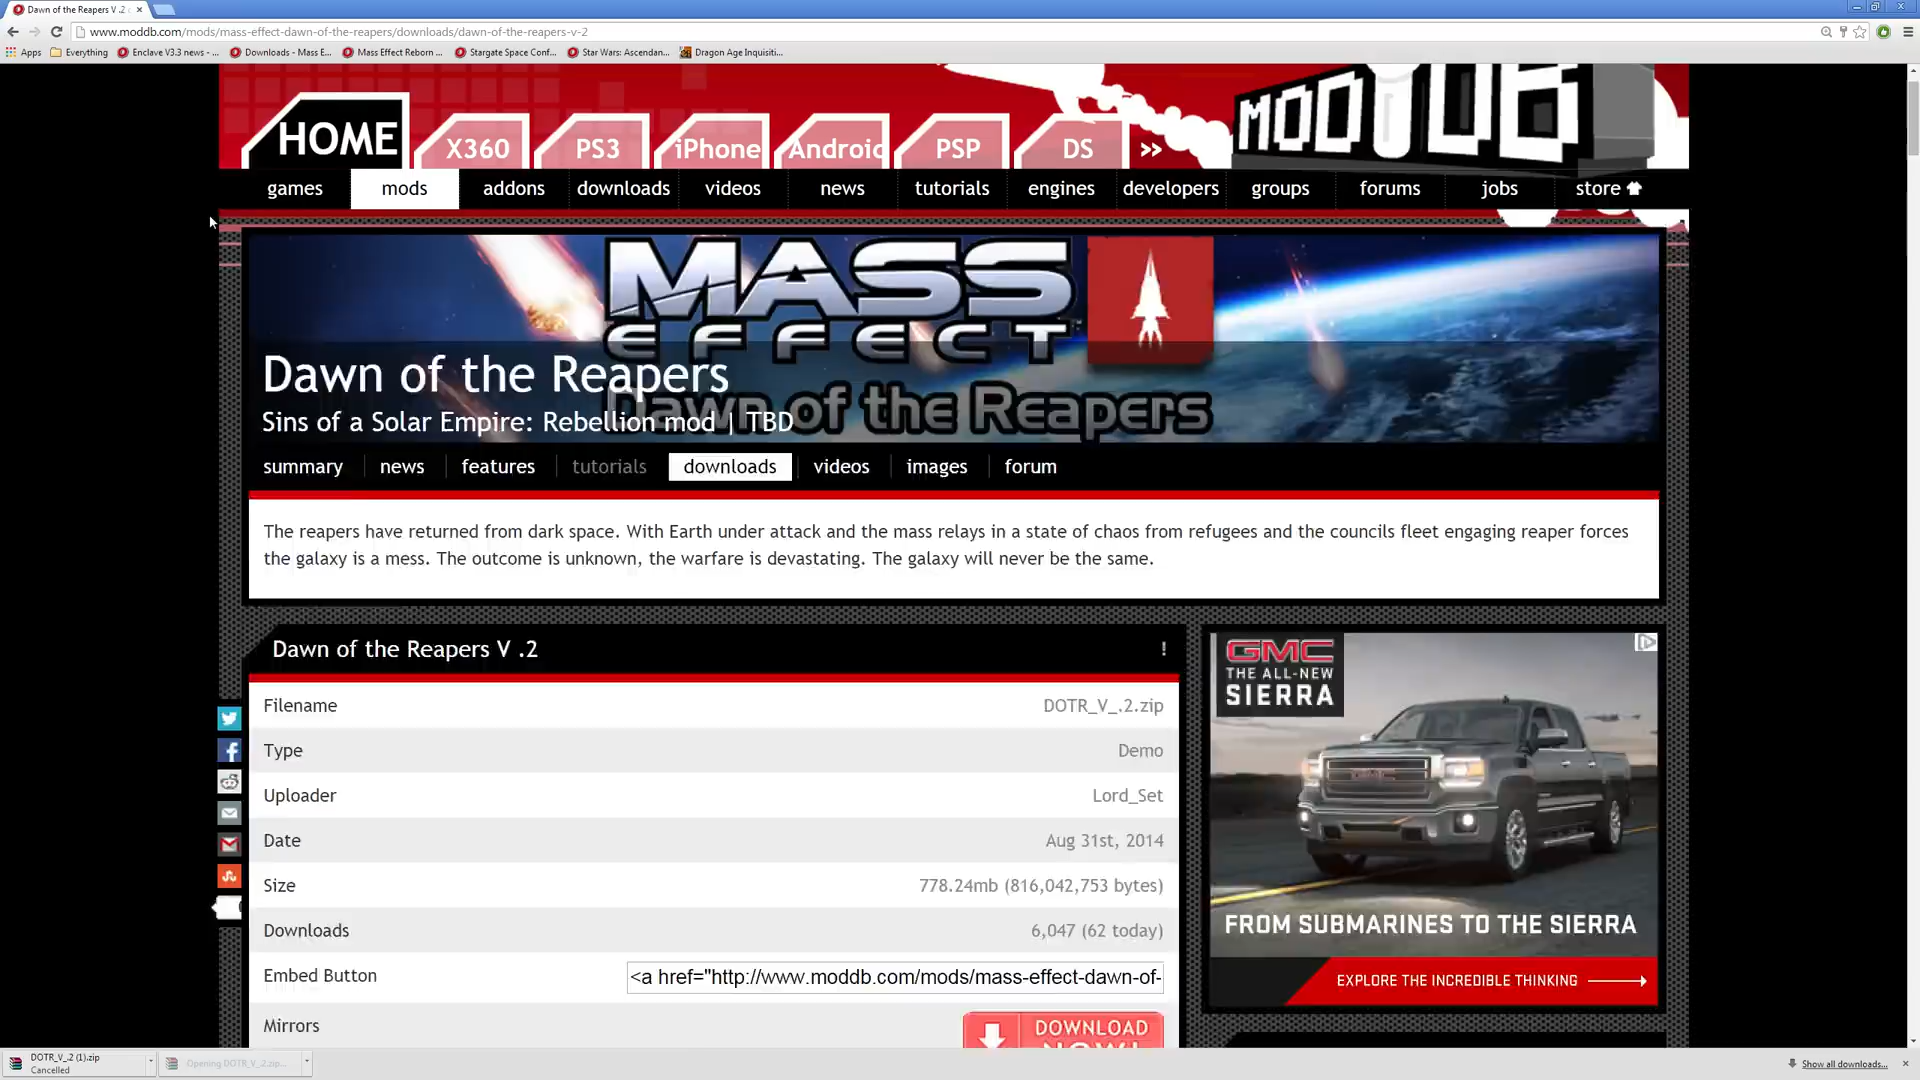 Dawn of the Reapers V .2
www.moddb.com/mods/mass-effect-dawn-of-the-reapers/downloads/dawn-of-the-reapers-v-2
Apps Everything Enclave V3.3 news - ... Downloads - Mass E... Mass Effect Reborn ... Stargate Space Conf... Star Wars: Ascendan... Dragon Age Inquisiti...
HOME X360 PS3 iPhone Android PSP DS >>
MOD DB
games mods addons downloads videos news tutorials engines developers groups forums jobs store
MASS
EFFECT
Dawn of the Reapers
Dawn of the Reapers
Sins of a Solar Empire: Rebellion mod | TBD
summary news features tutorials downloads videos images forum
The reapers have returned from dark space. With Earth under attack and the mass relays in a state of chaos from refugees and the councils fleet engaging reaper forces
the galaxy is a mess. The outcome is unknown, the warfare is devastating. The galaxy will never be the same.
Dawn of the Reapers V .2 !
Filename DOTR_V_.2.zip
Type Demo
Uploader Lord_Set
Date Aug 31st, 2014
Size 778.24mb (816,042,753 bytes)
Downloads 6,047 (62 today)
Embed Button <a href="http://www.moddb.com/mods/mass-effect-dawn-of-
Mirrors DOWNLOAD
NOW!
GMC
THE ALL-NEW
SIERRA
GMC
FROM SUBMARINES TO THE SIERRA
EXPLORE THE INCREDIBLE THINKING
DOTR_V_.2 (1).zip
Cancelled
Opening DOTR_V_.2.zip...
Show all downloads...